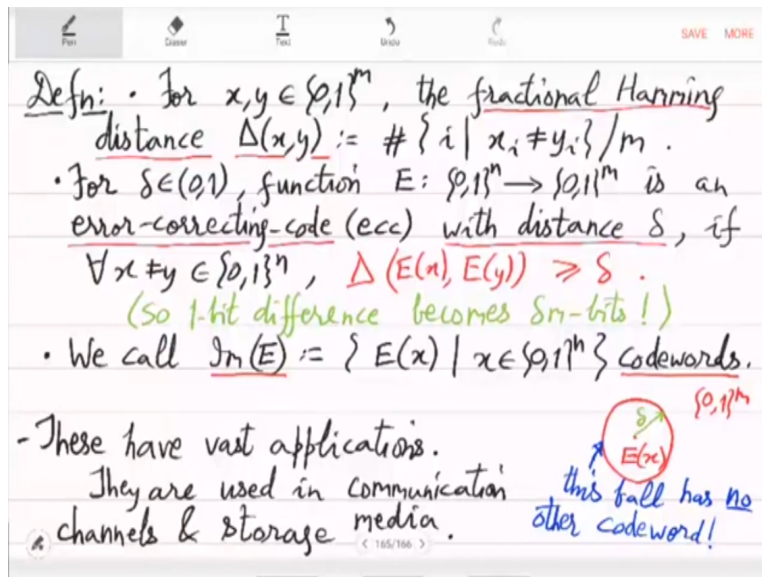 Pen Eraser Text Undo Redo SAVE MORE
Defn: • For x,y ∈ {0,1}^m, the fractional Hamming
distance Δ(x,y) := # {i | x_i ≠ y_i}/m .
• For δ∈(0,1), function E: {0,1}^n → {0,1}^m is an
error-correcting-code (ecc) with distance δ, if
∀x≠y ∈ {0,1}^n, Δ(E(x), E(y)) ≥ δ .
(So 1-bit difference becomes δm-bits!)
• We call Im(E) := { E(x) | x∈{0,1}^n } codewords.
{0,1}^m
δ
E(x)
- These have vast applications.
They are used in communication
channels & storage media.
this ball has no
other codeword!
< 165/166 >